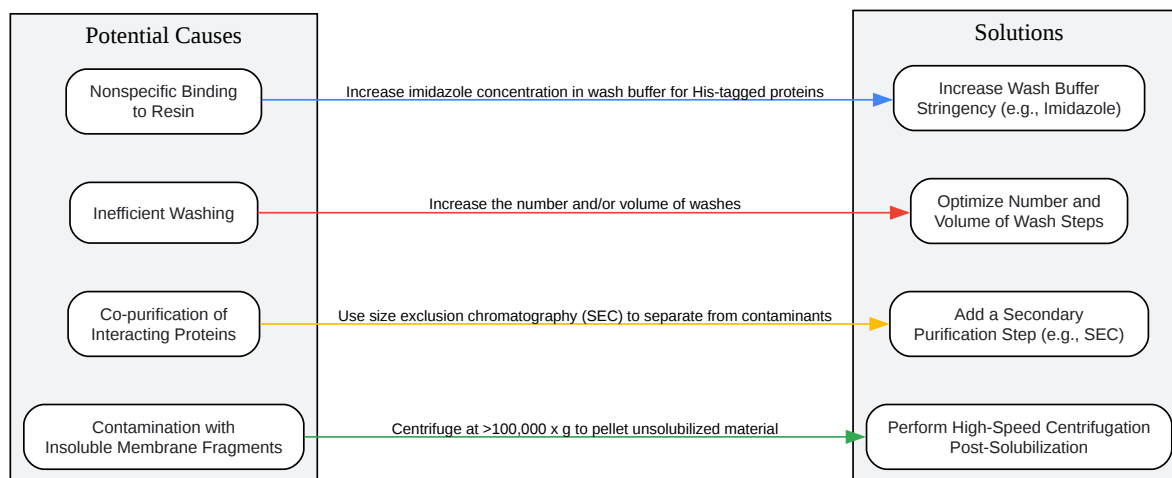 Potential Causes
Solutions
Nonspecific Binding
to Resin
Increase imidazole concentration in wash buffer for His-tagged proteins
Increase Wash Buffer
Stringency (e.g., Imidazole)
Inefficient Washing
Increase the number and/or volume of washes
Optimize Number and
Volume of Wash Steps
Co-purification of
Interacting Proteins
Use size exclusion chromatography (SEC) to separate from contaminants
Add a Secondary
Purification Step (e.g., SEC)
Contamination with
Insoluble Membrane Fragments
Centrifuge at >100,000 x g to pellet unsolubilized material
Perform High-Speed Centrifugation
Post-Solubilization